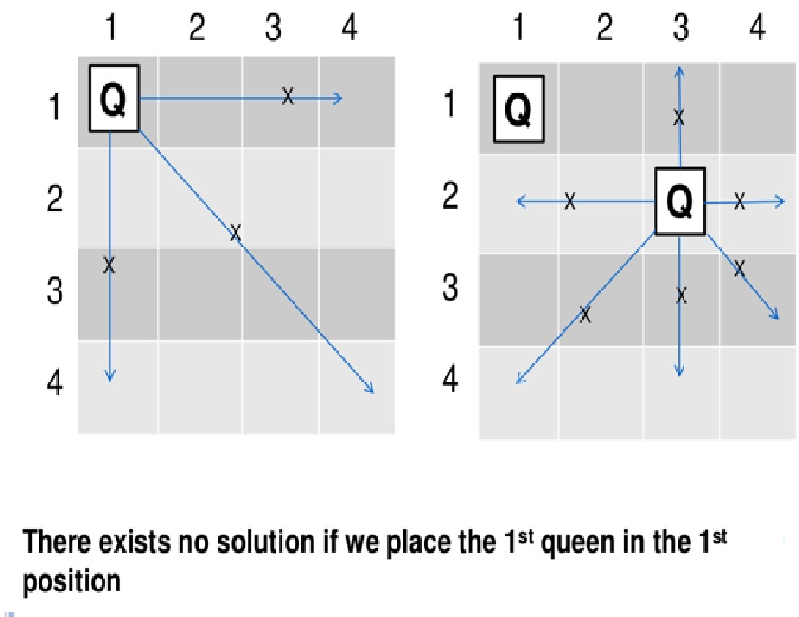 1 2 3 4
1 Q X
2 X
3 X
4
1 2 3 4
1 Q X
2 X Q X
3 X X X
4
There exists no solution if we place the 1st queen in the 1st
position